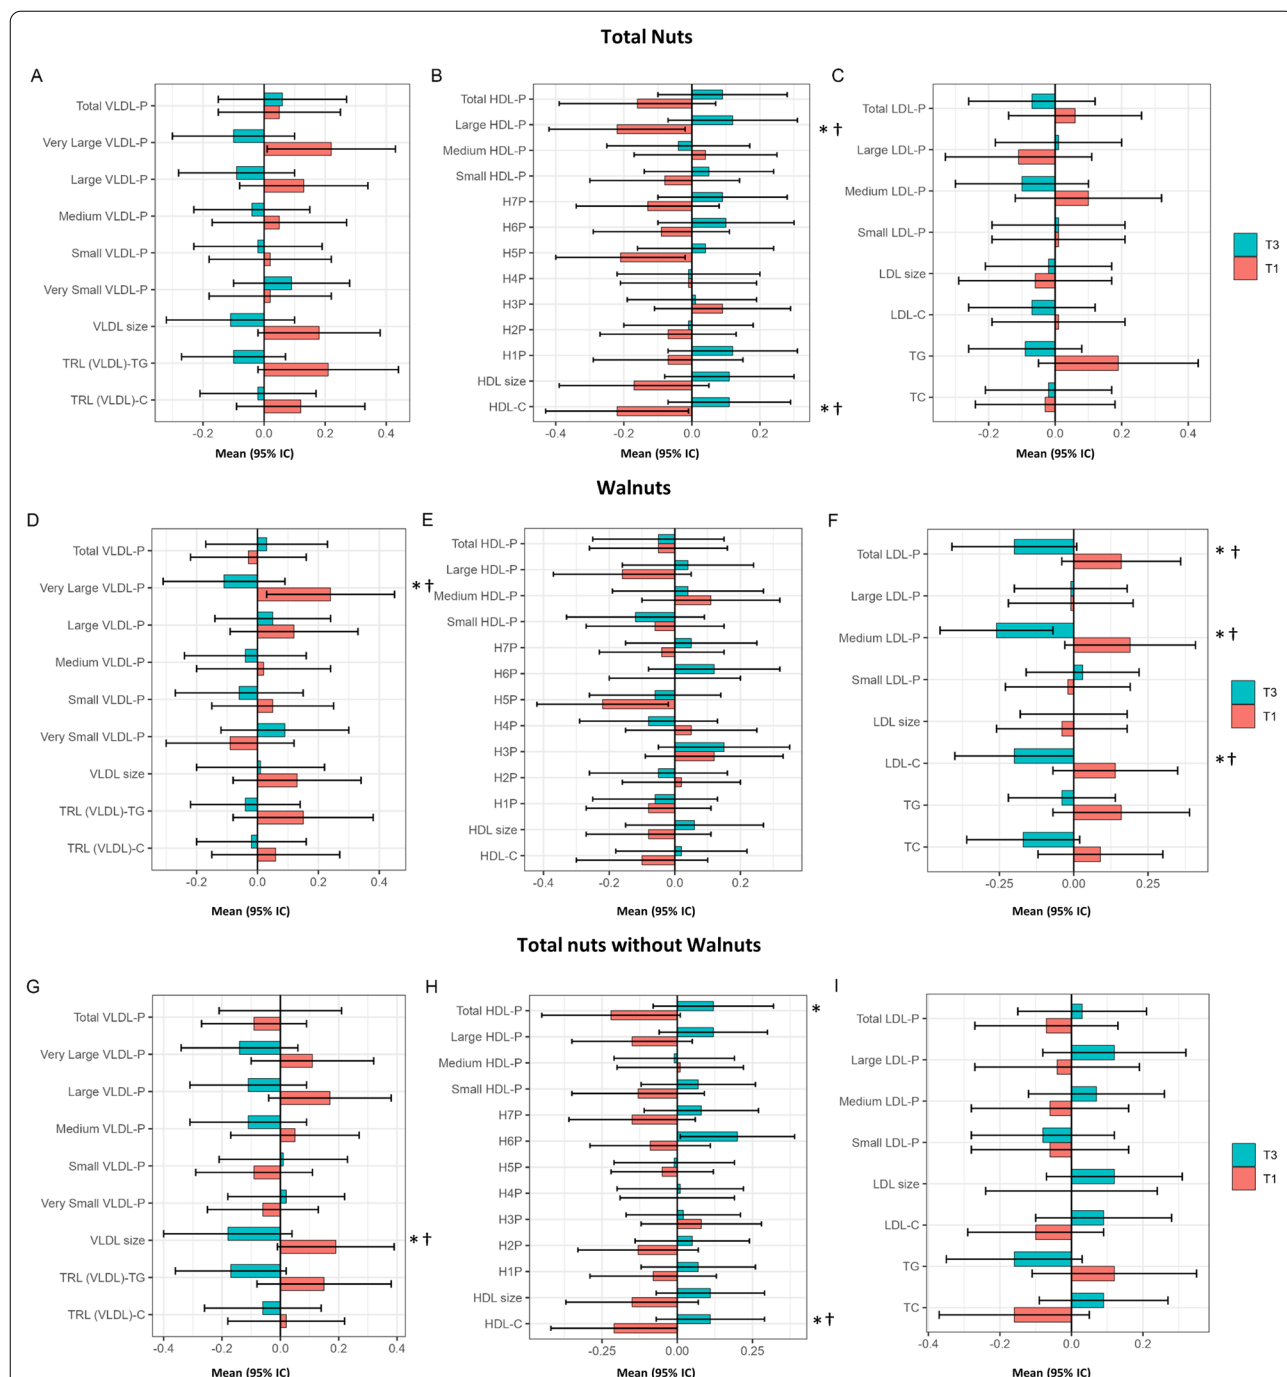 Total Nuts
A
Total VLDL-P
Very Large VLDL-P
Large VLDL-P
Medium VLDL-P
Small VLDL-P
Very Small VLDL-P
VLDL size
TRL (VLDL)-TG
TRL (VLDL)-C
-0.2 0.0 0.2 0.4
Mean (95% IC)
B
Total HDL-P
Large HDL-P * †
Medium HDL-P
Small HDL-P
H7P
H6P
H5P
H4P
H3P
H2P
H1P
HDL size
HDL-C * †
-0.4 -0.2 0.0 0.2
Mean (95% IC)
C
Total LDL-P
Large LDL-P
Medium LDL-P
Small LDL-P
LDL size
LDL-C
TG
TC
-0.2 0.0 0.2 0.4
Mean (95% IC)
T3
T1
Walnuts
D
Total VLDL-P
Very Large VLDL-P * †
Large VLDL-P
Medium VLDL-P
Small VLDL-P
Very Small VLDL-P
VLDL size
TRL (VLDL)-TG
TRL (VLDL)-C
-0.2 0.0 0.2 0.4
Mean (95% IC)
E
Total HDL-P
Large HDL-P
Medium HDL-P
Small HDL-P
H7P
H6P
H5P
H4P
H3P
H2P
H1P
HDL size
HDL-C
-0.4 -0.2 0.0 0.2
Mean (95% IC)
F
Total LDL-P * †
Large LDL-P
Medium LDL-P * †
Small LDL-P
LDL size
LDL-C * †
TG
TC
-0.25 0.00 0.25
Mean (95% IC)
T3
T1
Total nuts without Walnuts
G
Total VLDL-P
Very Large VLDL-P
Large VLDL-P
Medium VLDL-P
Small VLDL-P
Very Small VLDL-P
VLDL size * †
TRL (VLDL)-TG
TRL (VLDL)-C
-0.4 -0.2 0.0 0.2 0.4
Mean (95% IC)
H
Total HDL-P *
Large HDL-P
Medium HDL-P
Small HDL-P
H7P
H6P
H5P
H4P
H3P
H2P
H1P
HDL size
HDL-C * †
-0.25 0.00 0.25
Mean (95% IC)
I
Total LDL-P
Large LDL-P
Medium LDL-P
Small LDL-P
LDL size
LDL-C
TG
TC
-0.4 -0.2 0.0 0.2
Mean (95% IC)
T3
T1